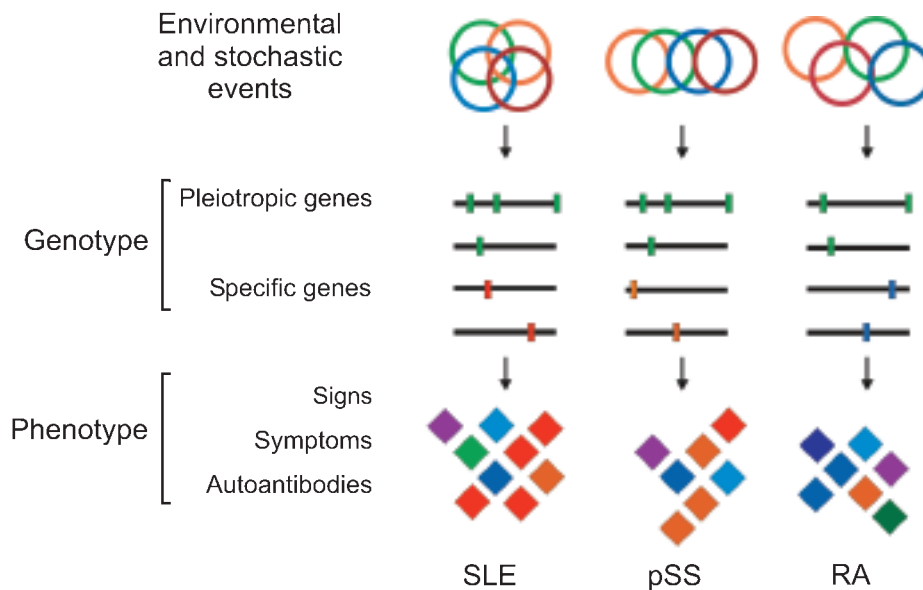 Environmental
and stochastic
events
Genotype
Pleiotropic genes
Specific genes
Phenotype
Signs
Symptoms
Autoantibodies
SLE
pSS
RA